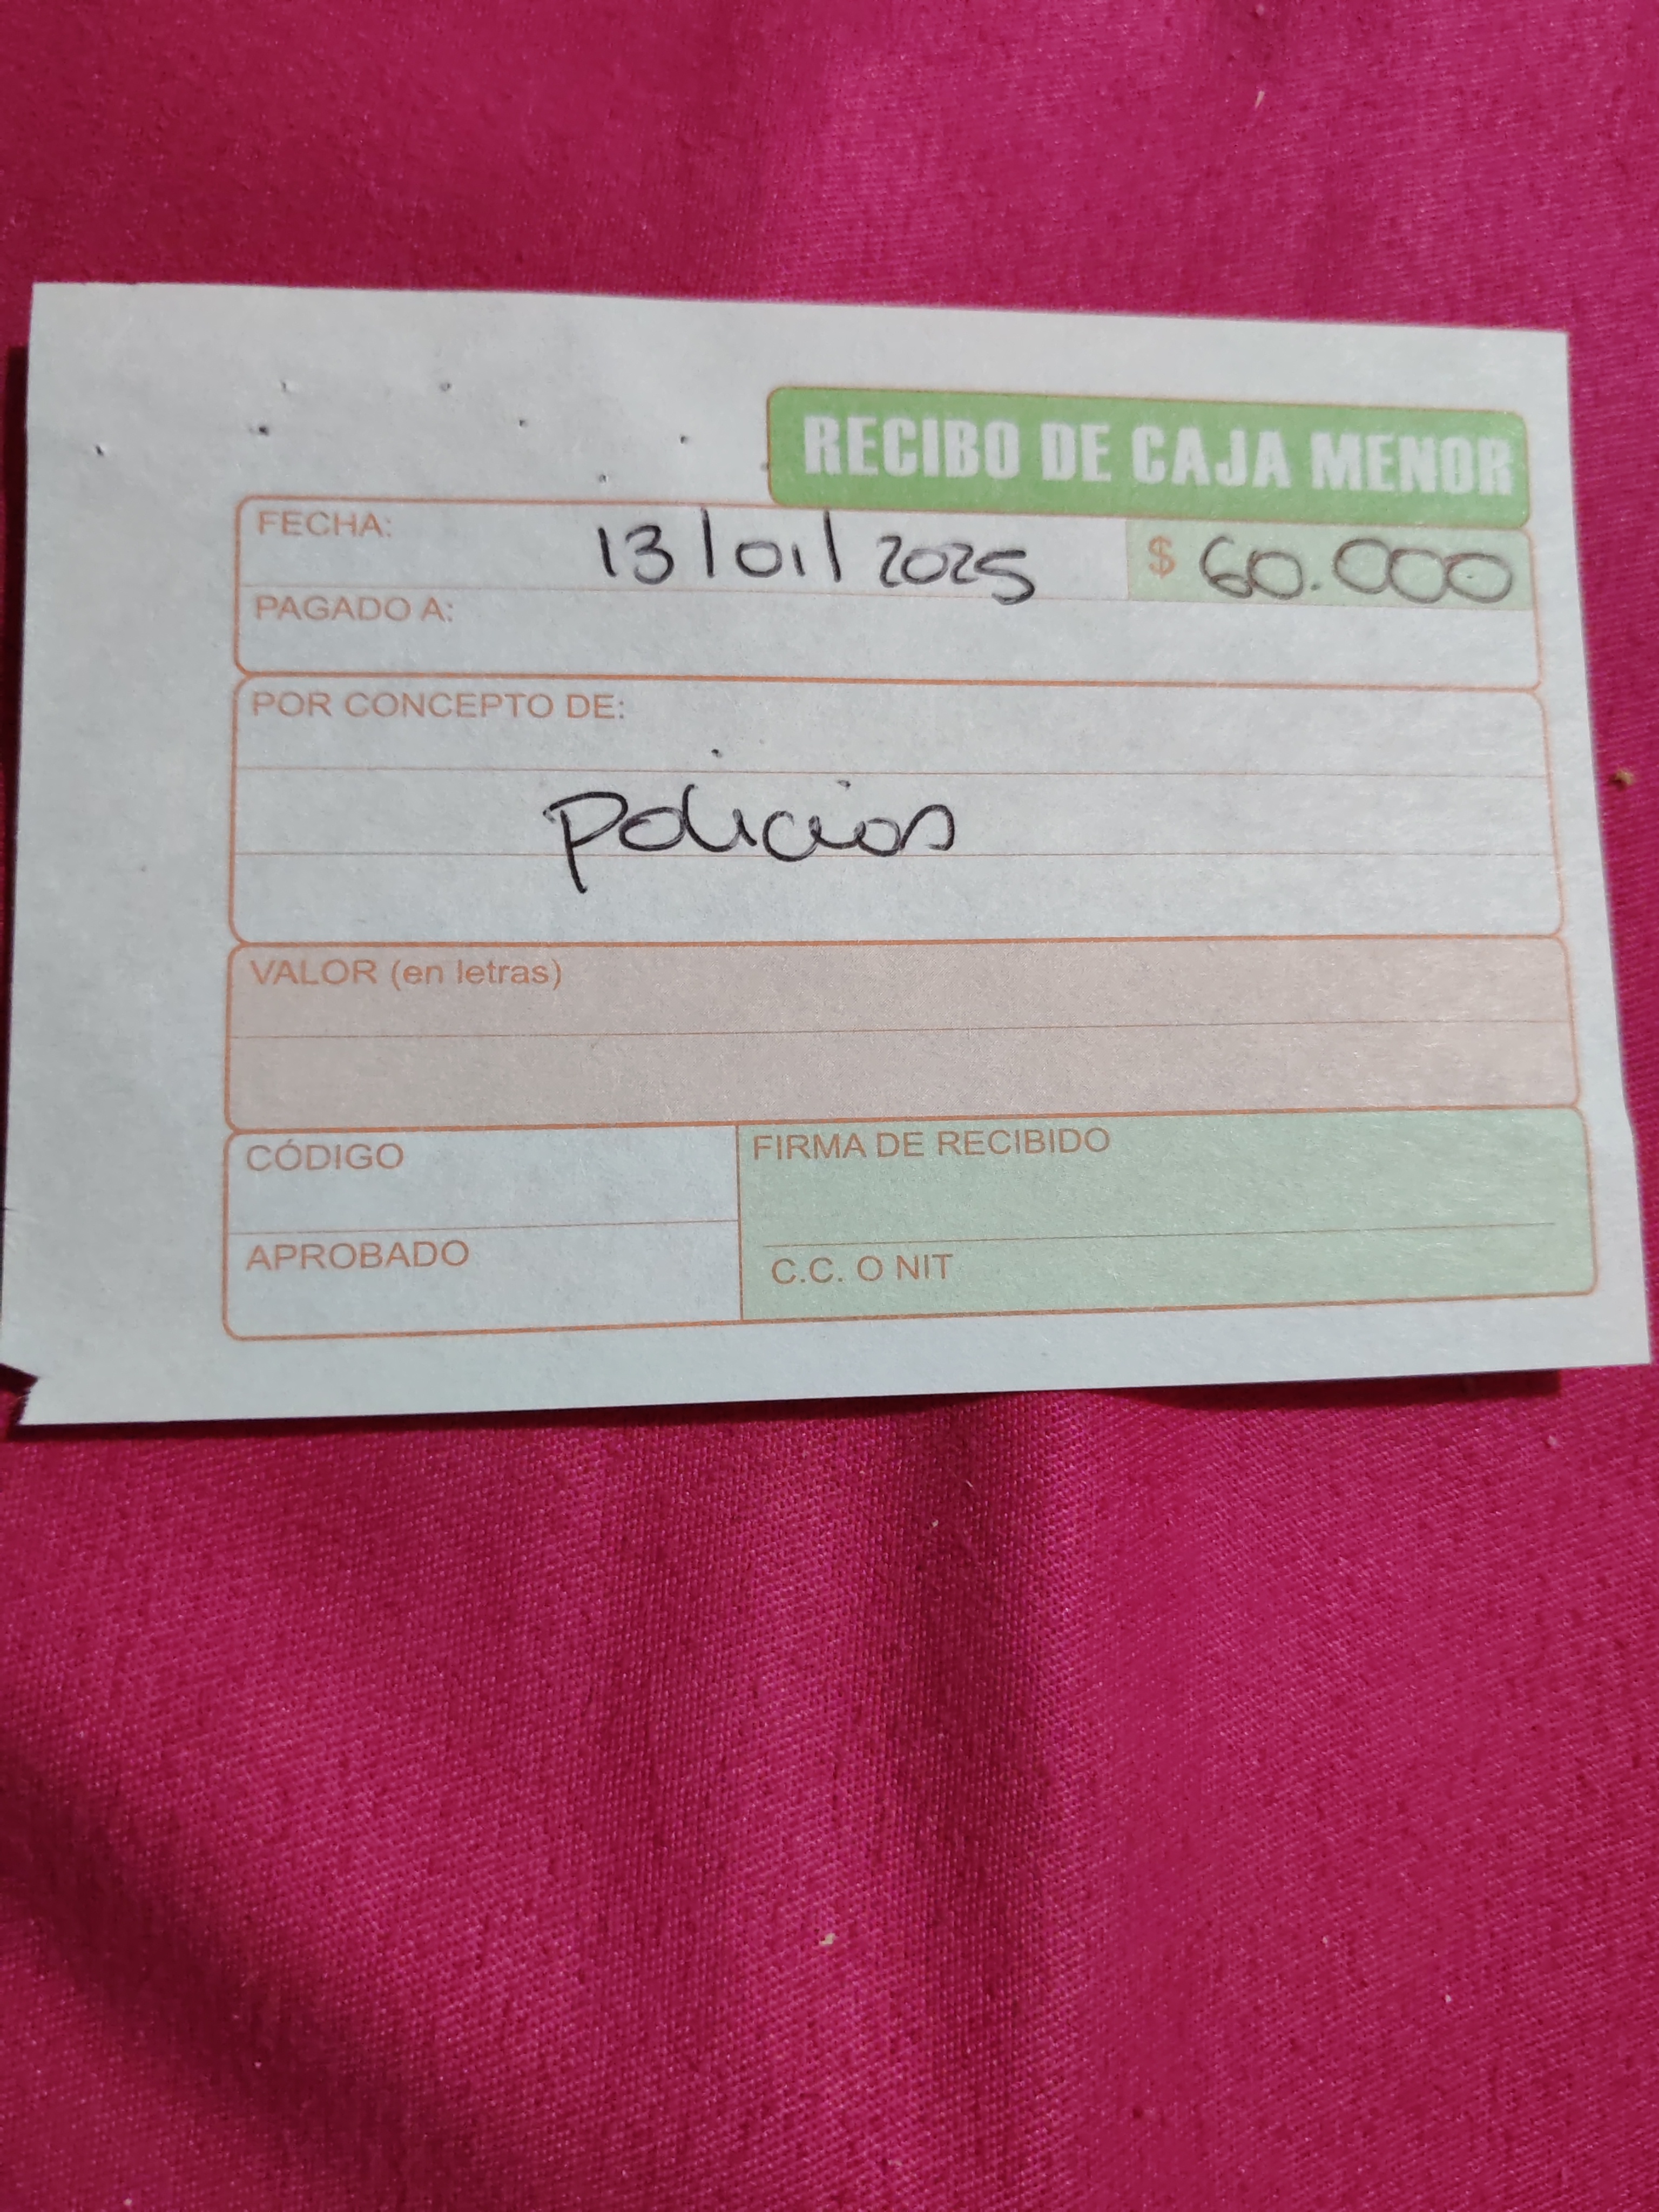 RECIBO DE CAJA MENOR
FECHA: 13/01/2025 $ 60.000
PAGADO A:
POR CONCEPTO DE:
policias
VALOR (en letras)
CÓDIGO
FIRMA DE RECIBIDO
APROBADO
C.C. O NIT